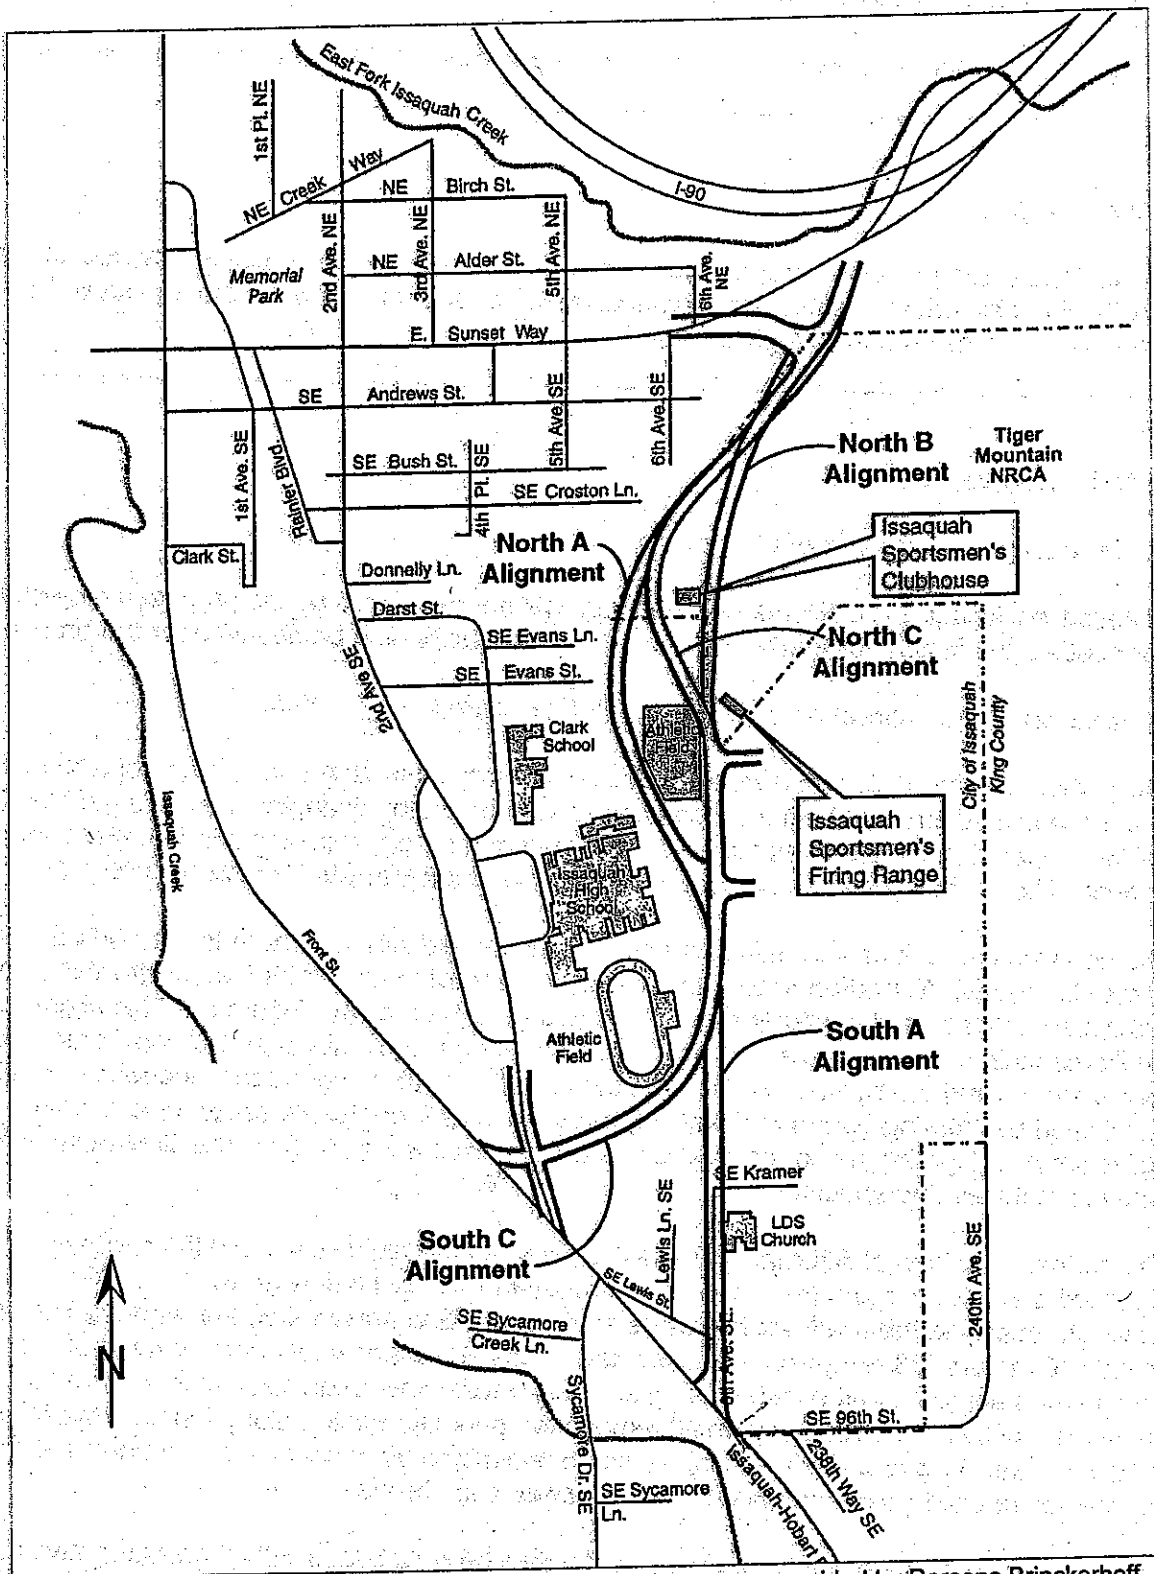 East Fork Issaquah Creek
I-90
1st Pl. NE
NE Creek Way
NE Birch St.
2nd Ave. NE
3rd Ave. NE
5th Ave. NE
6th Ave.
NE
NE Alder St.
Memorial
Park
E. Sunset Way
SE Andrews St.
5th Ave. SE
6th Ave. SE
1st Ave. SE
Rainier Blvd.
SE Bush St.
4th Pl. SE
SE Croston Ln.
North B
Alignment
Tiger
Mountain
NRCA
Clark St.
Donnelly Ln.
North A
Alignment
Issaquah
Sportsmen's
Clubhouse
Darst St.
SE Evans Ln.
SE Evans St.
2nd Ave SE
North C
Alignment
Clark
School
Athletic
Field
City of Issaquah
King County
Issaquah Creek
Issaquah
Sportsmen's
Firing Range
Issaquah
High
School
Front St.
Athletic
Field
South A
Alignment
SE Kramer
LDS
Church
Lewis Ln. SE
South C
Alignment
SE Lewis St.
240th Ave. SE
N
SE Sycamore
Creek Ln.
6th Ave. SE.
SE 96th St.
Sycamore Dr. SE
SE Sycamore
Ln.
Issaquah-Hobart
238th Way SE
by Parsons Brinckerhoff